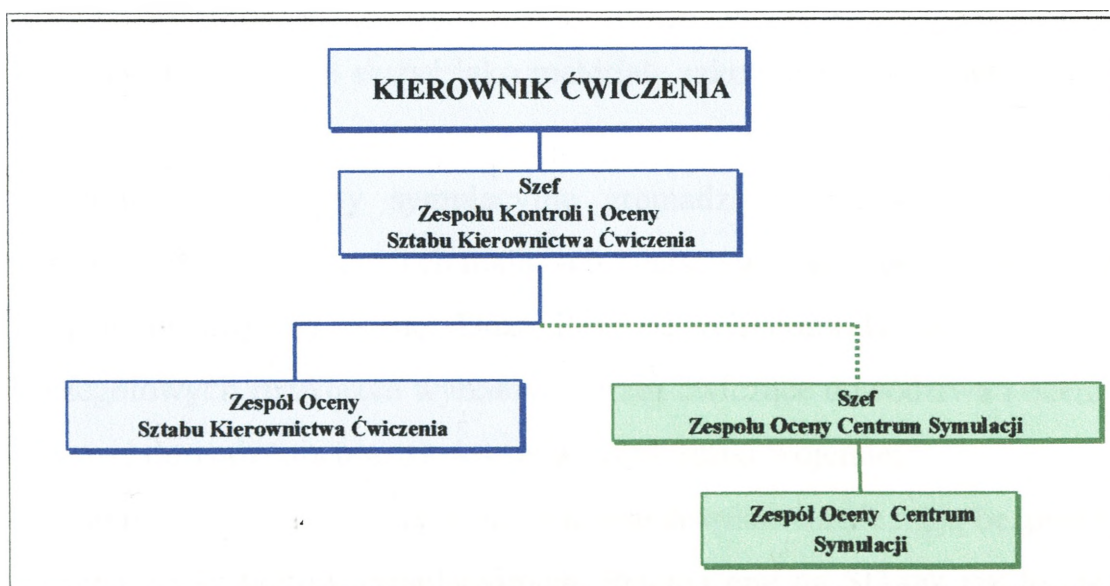 KIEROWNIK ĆWICZENIA
Szef
Zespołu Kontroli i Oceny
Sztabu Kierownictwa Ćwiczenia
Zespół Oceny
Sztabu Kierownictwa Ćwiczenia
Szef
Zespołu Oceny Centrum Symulacji
Zespół Oceny Centrum
Symulacji